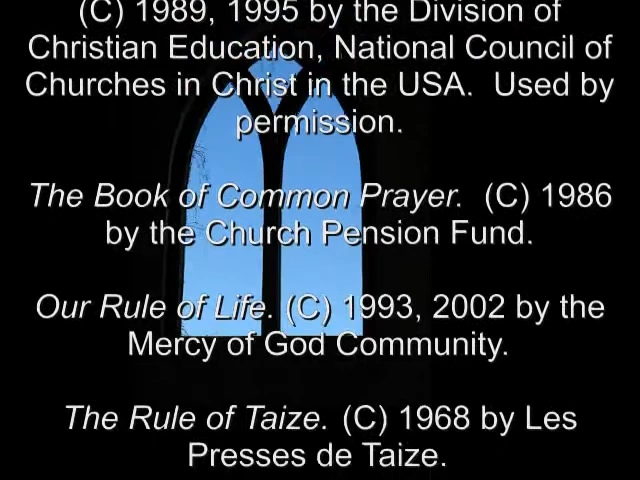 (C) 1989, 1995 by the Division of
Christian Education, National Council of
Churches in Christ in the USA.  Used by
permission.
The Book of Common Prayer.  (C) 1986
by the Church Pension Fund.
Our Rule of Life. (C) 1993, 2002 by the
Mercy of God Community.
The Rule of Taize. (C) 1968 by Les
Presses de Taize.